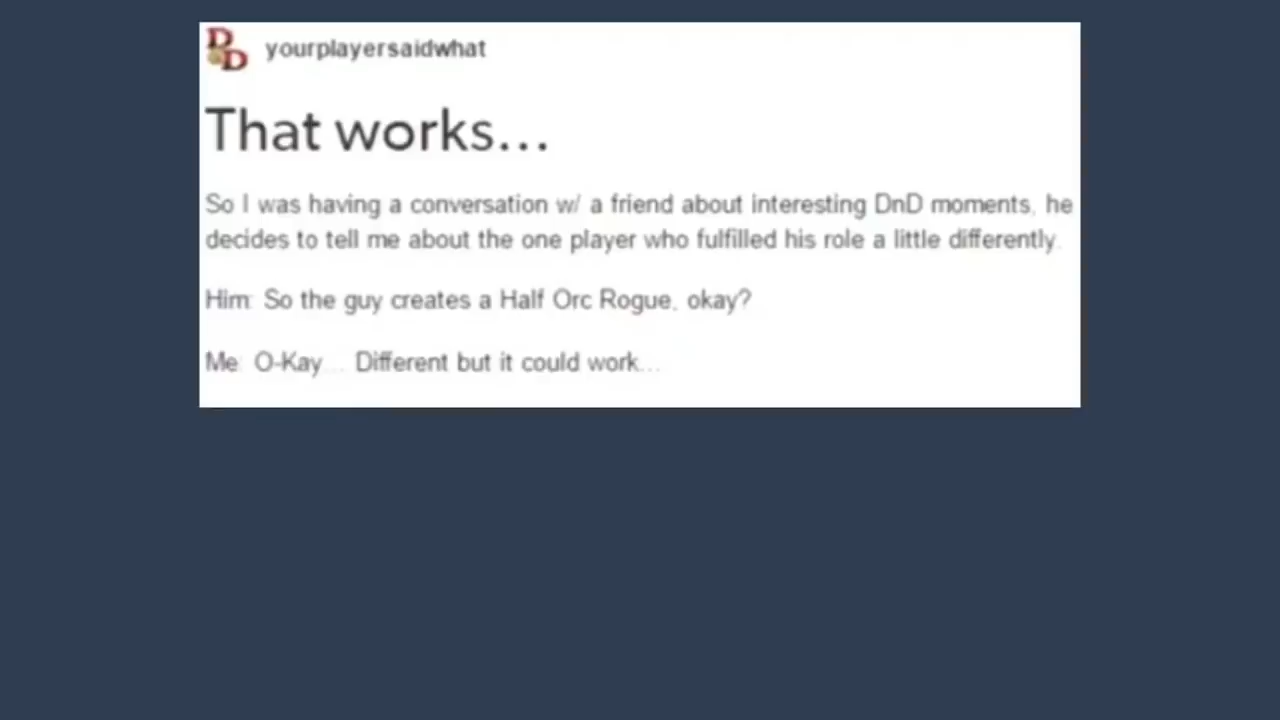 D&D yourplayersaidwhat
That works...
So I was having a conversation w/ a friend about interesting DnD moments, he
decides to tell me about the one player who fulfilled his role a little differently.
Him: So the guy creates a Half Orc Rogue, okay?
Me: O-Kay... Different but it could work...